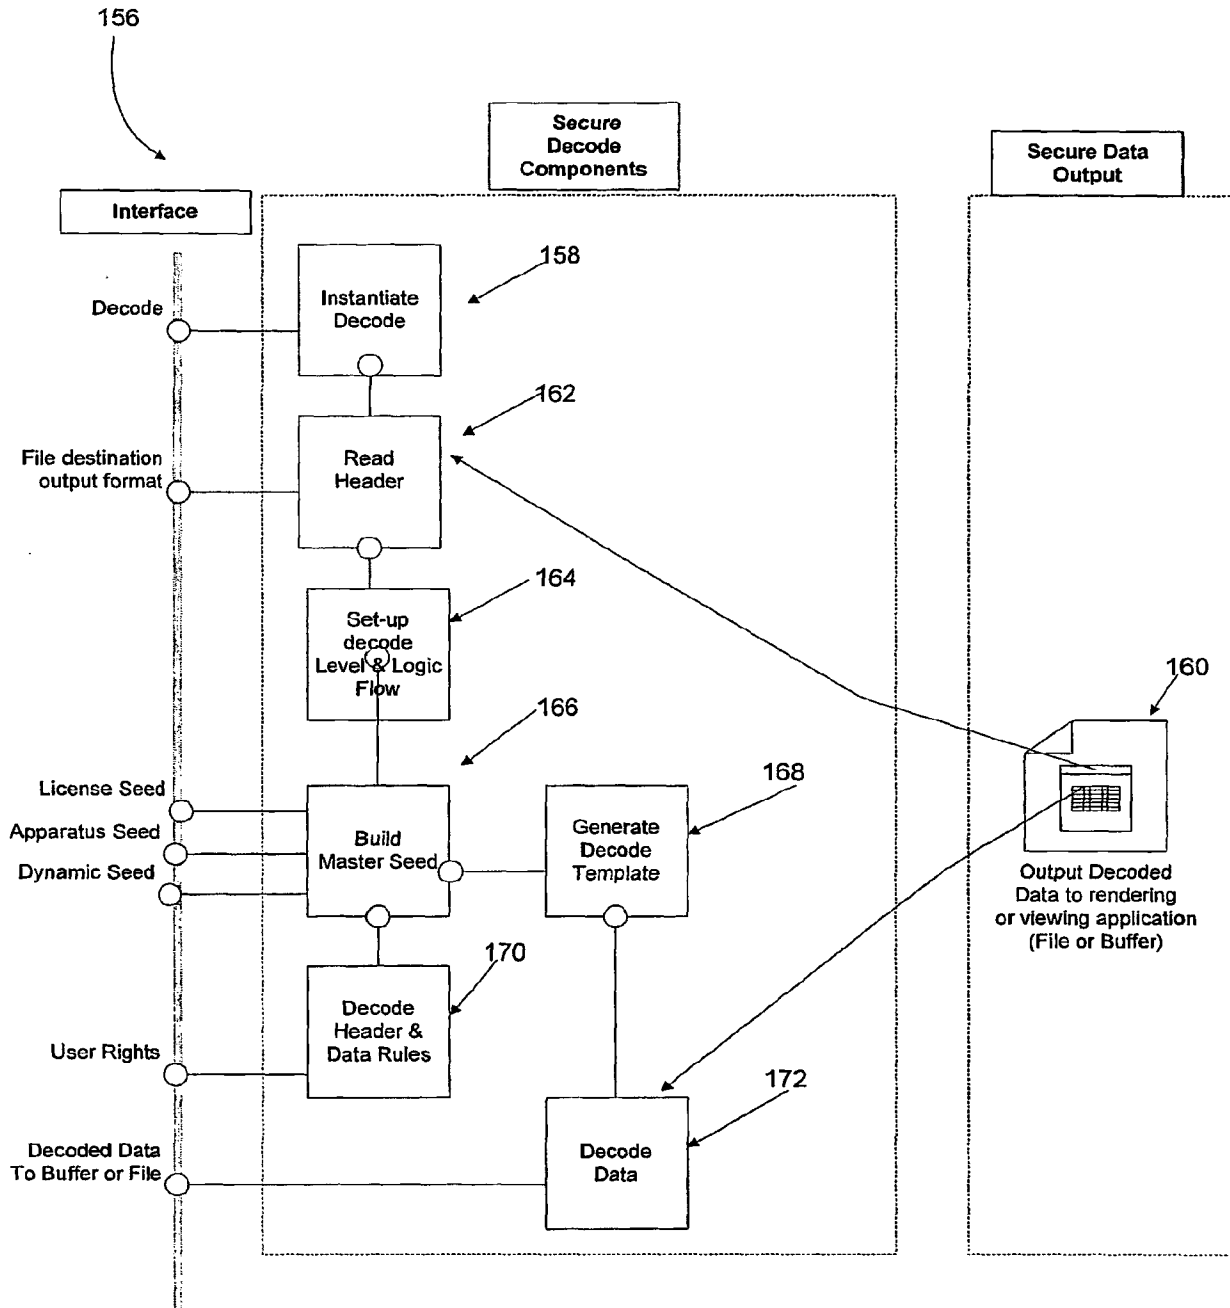 156
Secure
Decode
Components
Secure Data
Output
Interface
158
Instantiate
Decode
Decode
162
File destination
output format
Read
Header
164
Set-up
decode
Level & Logic
Flow
160
166
168
License Seed
Apparatus Seed
Dynamic Seed
Build
Master Seed
Generate
Decode
Template
Output Decoded
Data to rendering
or viewing application
(File or Buffer)
170
Decode
Header &
Data Rules
User Rights
172
Decoded Data
To Buffer or File
Decode
Data